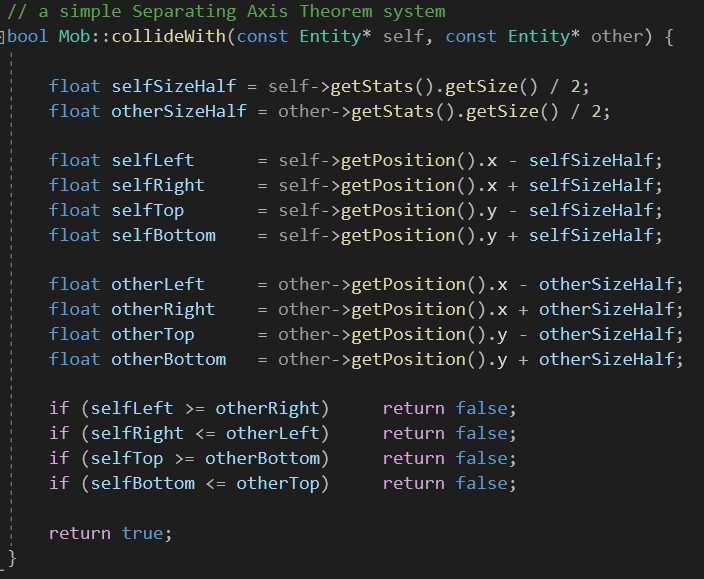 // a simple Separating Axis Theorem system
bool Mob::collideWith(const Entity* self, const Entity* other) {
float selfSizeHalf = self->getStats().getSize() / 2;
float otherSizeHalf = other->getStats().getSize() / 2;
float selfLeft = self->getPosition().x - selfSizeHalf;
float selfRight = self->getPosition().x + selfSizeHalf;
float selfTop = self->getPosition().y - selfSizeHalf;
float selfBottom = self->getPosition().y + selfSizeHalf;
float otherLeft = other->getPosition().x - otherSizeHalf;
float otherRight = other->getPosition().x + otherSizeHalf;
float otherTop = other->getPosition().y - otherSizeHalf;
float otherBottom = other->getPosition().y + otherSizeHalf;
if (selfLeft >= otherRight) return false;
if (selfRight <= otherLeft) return false;
if (selfTop >= otherBottom) return false;
if (selfBottom <= otherTop) return false;
return true;
}